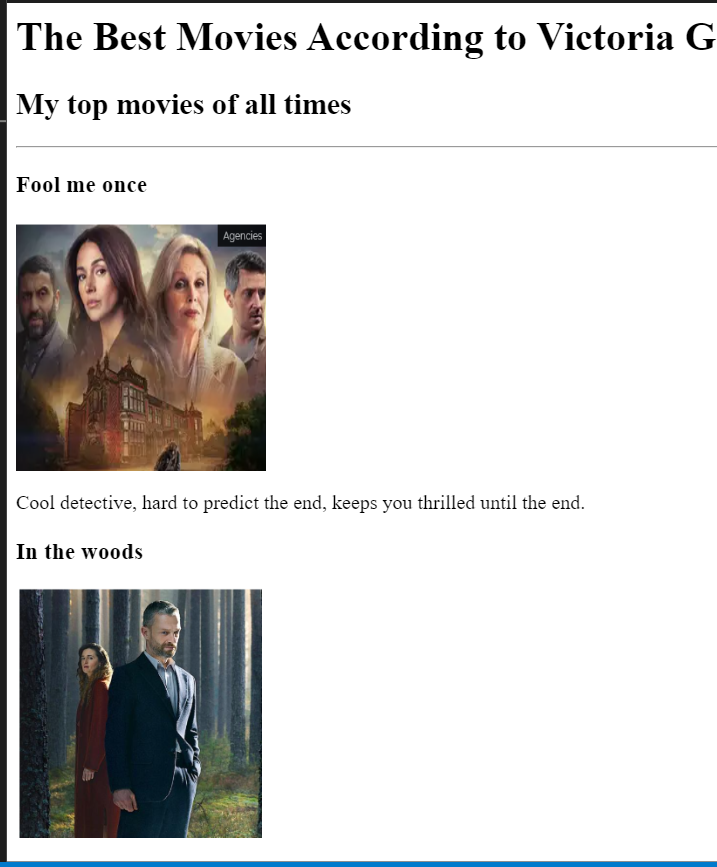 The Best Movies According to Victoria G
My top movies of all times
Fool me once
Agencies
Cool detective, hard to predict the end, keeps you thrilled until the end.
In the woods